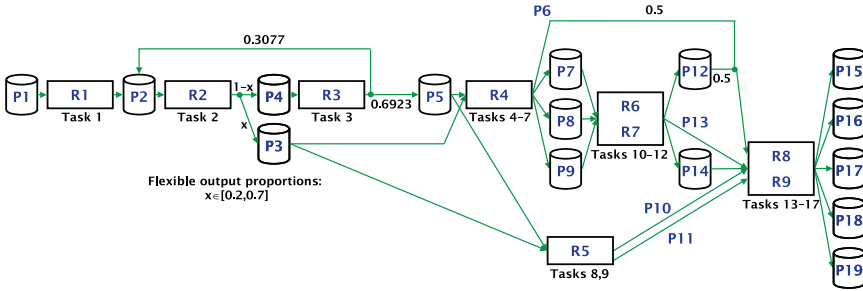 P6
0.5
0.3077
P1
R1
Task 1
P2
R2
Task 2
1-x
x
P4
P3
R3
Task 3
0.6923
P5
R4
Tasks 4-7
P7
P8
P9
R6
R7
Tasks 10-12
P12
0.5
P13
P14
R8
R9
Tasks 13-17
P15
P16
P17
P18
P19
Flexible output proportions:
x∈[0.2,0.7]
P10
P11
R5
Tasks 8,9